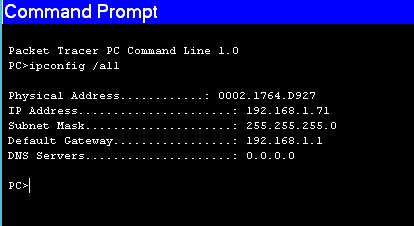 Command Prompt
Packet Tracer PC Command Line 1.0
PC>ipconfig /all
Physical Address............: 0002.1764.D927
IP Address......................: 192.168.1.71
Subnet Mask.....................: 255.255.255.0
Default Gateway.................: 192.168.1.1
DNS Servers.....................: 0.0.0.0
PC>